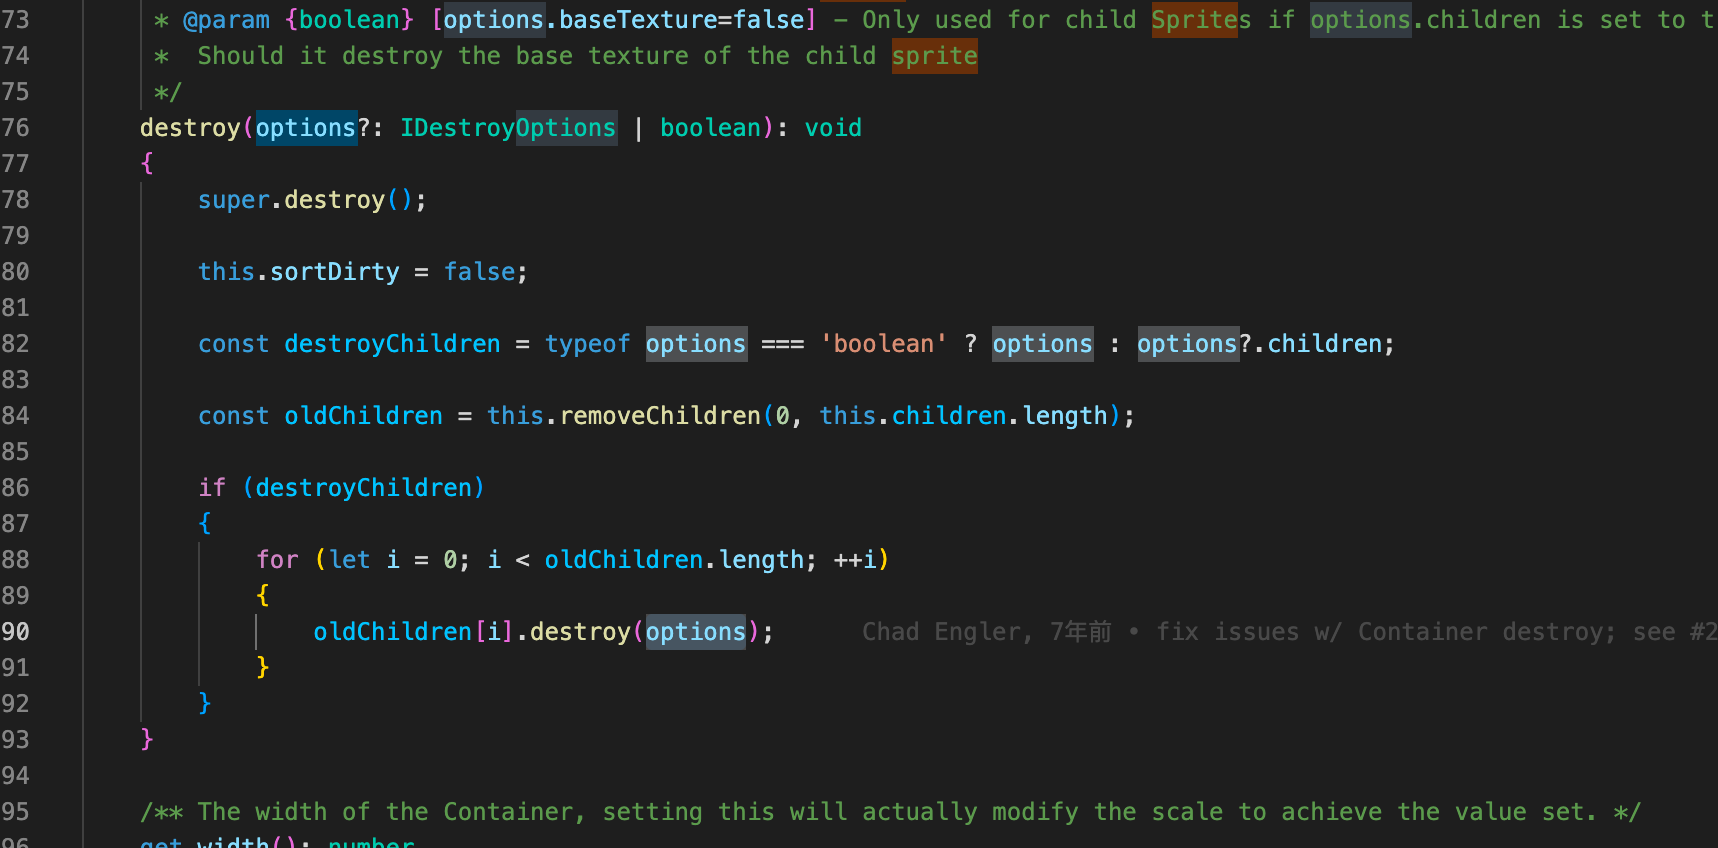 73 * @param {boolean} [options.baseTexture=false] - Only used for child Sprites if options.children is set to t
74 * Should it destroy the base texture of the child sprite
75 */
76 destroy(options?: IDestroyOptions | boolean): void
77 {
78 super.destroy();
79
80 this.sortDirty = false;
81
82 const destroyChildren = typeof options === 'boolean' ? options : options?.children;
83
84 const oldChildren = this.removeChildren(0, this.children.length);
85
86 if (destroyChildren)
87 {
88 for (let i = 0; i < oldChildren.length; ++i)
89 {
90 oldChildren[i].destroy(options); Chad Engler, 7年前 • fix issues w/ Container destroy; see #2
91 }
92 }
93 }
94
95 /** The width of the Container, setting this will actually modify the scale to achieve the value set. */
96 get width(): number